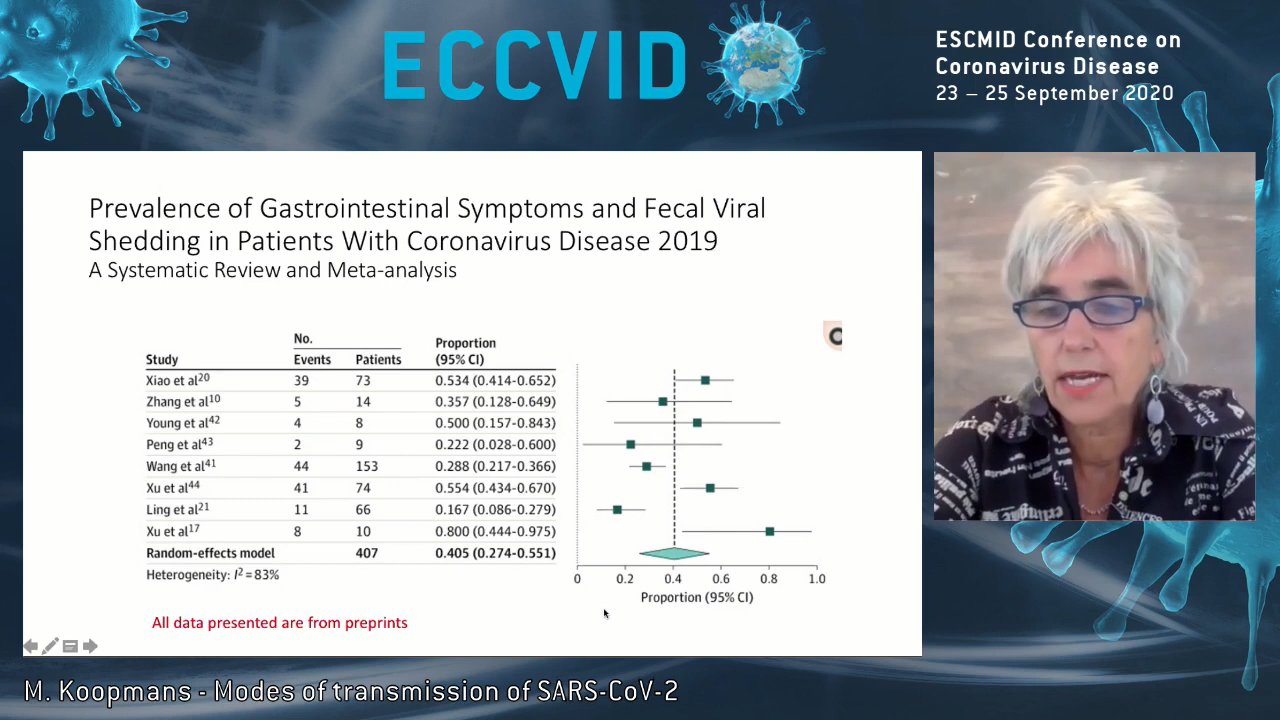 ECCVID
ESCMID Conference on
Coronavirus Disease
23 – 25 September 2020
Prevalence of Gastrointestinal Symptoms and Fecal Viral
Shedding in Patients With Coronavirus Disease 2019
A Systematic Review and Meta-analysis
No.
Proportion
Study Events Patients (95% CI)
Xiao et al20 39 73 0.534 (0.414-0.652)
Zhang et al10 5 14 0.357 (0.128-0.649)
Young et al42 4 8 0.500 (0.157-0.843)
Peng et al43 2 9 0.222 (0.028-0.600)
Wang et al41 44 153 0.288 (0.217-0.366)
Xu et al44 41 74 0.554 (0.434-0.670)
Ling et al21 11 66 0.167 (0.086-0.279)
Xu et al17 8 10 0.800 (0.444-0.975)
Random-effects model 407 0.405 (0.274-0.551)
Heterogeneity: I2 = 83%
0 0.2 0.4 0.6 0.8 1.0
Proportion (95% CI)
All data presented are from preprints
M. Koopmans - Modes of transmission of SARS-CoV-2